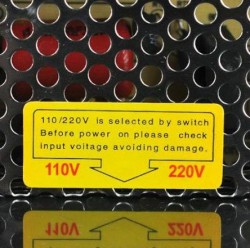 110/220V is selected by switch
Before power on please check
input voltage avoiding damage.
110V 220V